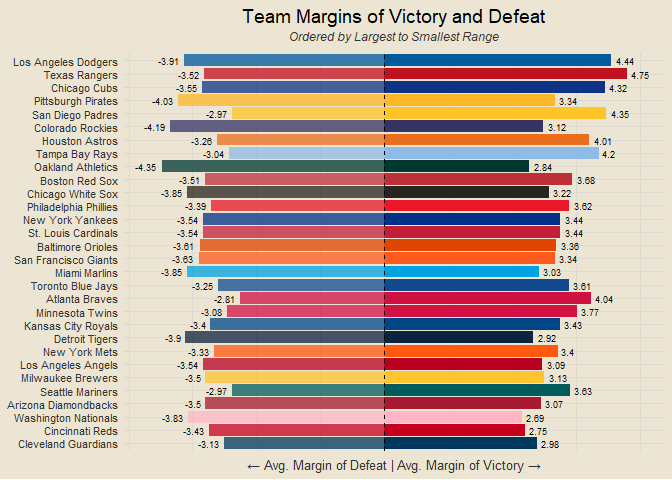 Team Margins of Victory and Defeat
Ordered by Largest to Smallest Range
Los Angeles Dodgers -3.91 4.44
Texas Rangers -3.52 4.75
Chicago Cubs -3.55 4.32
Pittsburgh Pirates -4.03 3.34
San Diego Padres -2.97 4.35
Colorado Rockies -4.19 3.12
Houston Astros -3.26 4.01
Tampa Bay Rays -3.04 4.2
Oakland Athletics -4.35 2.84
Boston Red Sox -3.51 3.68
Chicago White Sox -3.85 3.22
Philadelphia Phillies -3.39 3.62
New York Yankees -3.54 3.44
St. Louis Cardinals -3.54 3.44
Baltimore Orioles -3.61 3.36
San Francisco Giants -3.63 3.34
Miami Marlins -3.85 3.03
Toronto Blue Jays -3.25 3.61
Atlanta Braves -2.81 4.04
Minnesota Twins -3.08 3.77
Kansas City Royals -3.4 3.43
Detroit Tigers -3.9 2.92
New York Mets -3.33 3.4
Los Angeles Angels -3.54 3.09
Milwaukee Brewers -3.5 3.13
Seattle Mariners -2.97 3.63
Arizona Diamondbacks -3.5 3.07
Washington Nationals -3.83 2.69
Cincinnati Reds -3.43 2.75
Cleveland Guardians -3.13 2.98
← Avg. Margin of Defeat | Avg. Margin of Victory →